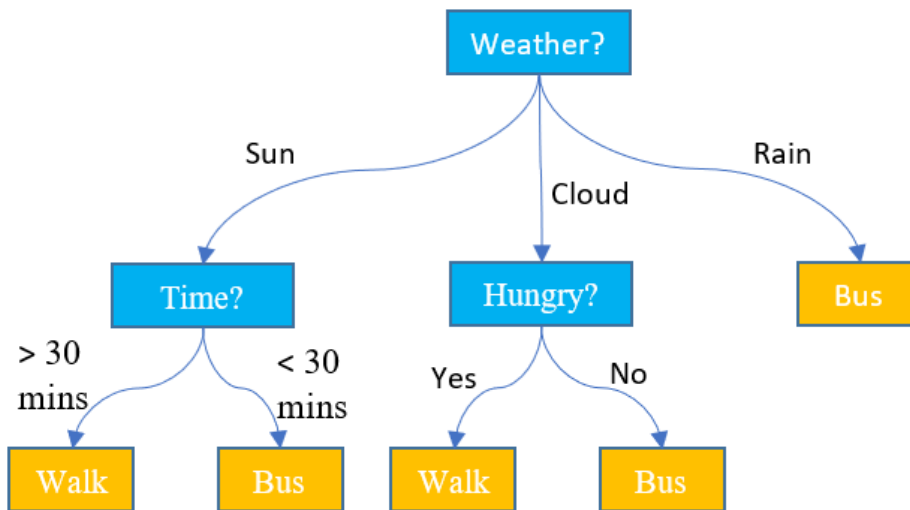 Weather?
Sun
Cloud
Rain
Time?
Hungry?
Bus
> 30
mins
< 30
mins
Yes
No
Walk
Bus
Walk
Bus